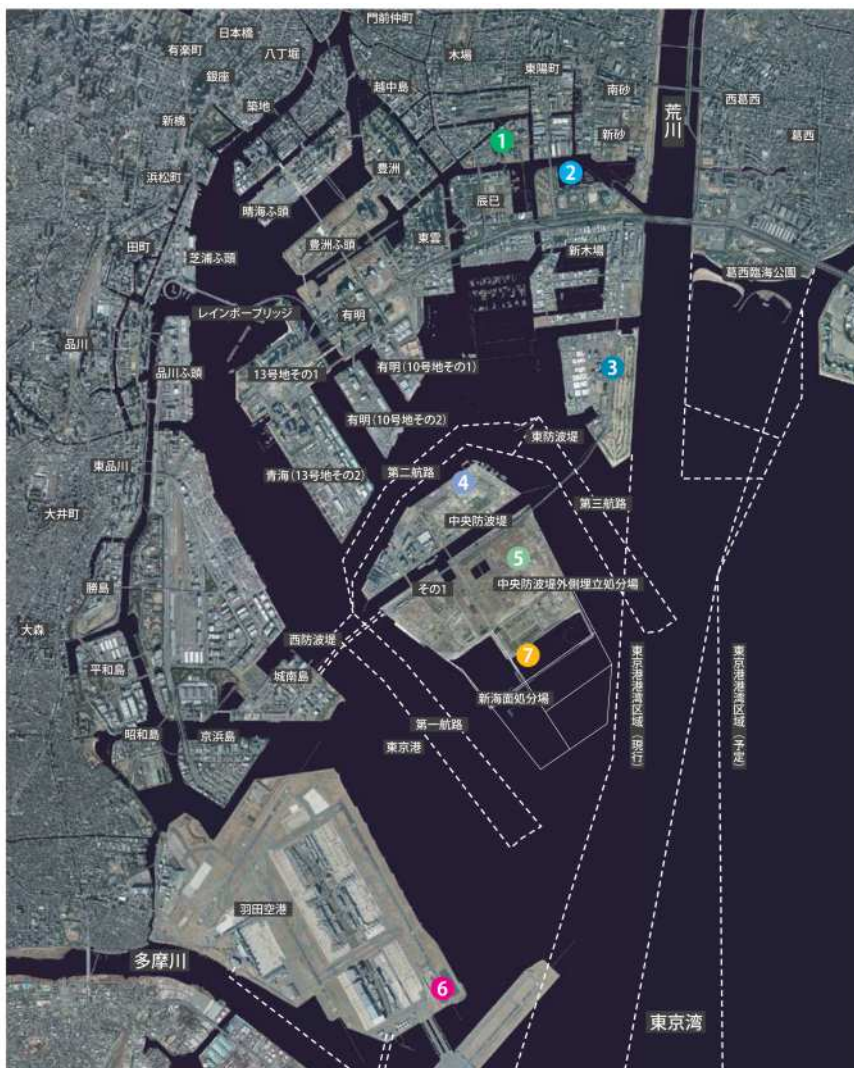 門前仲町
日本橋
有楽町
八丁堀
木場
銀座
越中島
東陽町
築地
南砂
西葛西
新橋
荒川
1
新砂
葛西
浜松町
豊洲
2
辰巳
晴海ふ頭
田町
豊洲ふ頭
東雲
新木場
芝浦ふ頭
葛西臨海公園
レインボーブリッジ
有明
品川
品川ふ頭
13号地その1
有明(10号地その1)
3
有明(10号地その2)
東防波堤
東品川
青海(13号地その2)
第二航路
4
第三航路
大井町
中央防波堤
5
勝島
その1
中央防波堤外側埋立処分場
大森
西防波堤
7
平和島
城南島
新海面処分場
東京港港湾区域(現行)
東京港港湾区域(予定)
昭和島
京浜島
第一航路
東京港
羽田空港
多摩川
6
東京湾